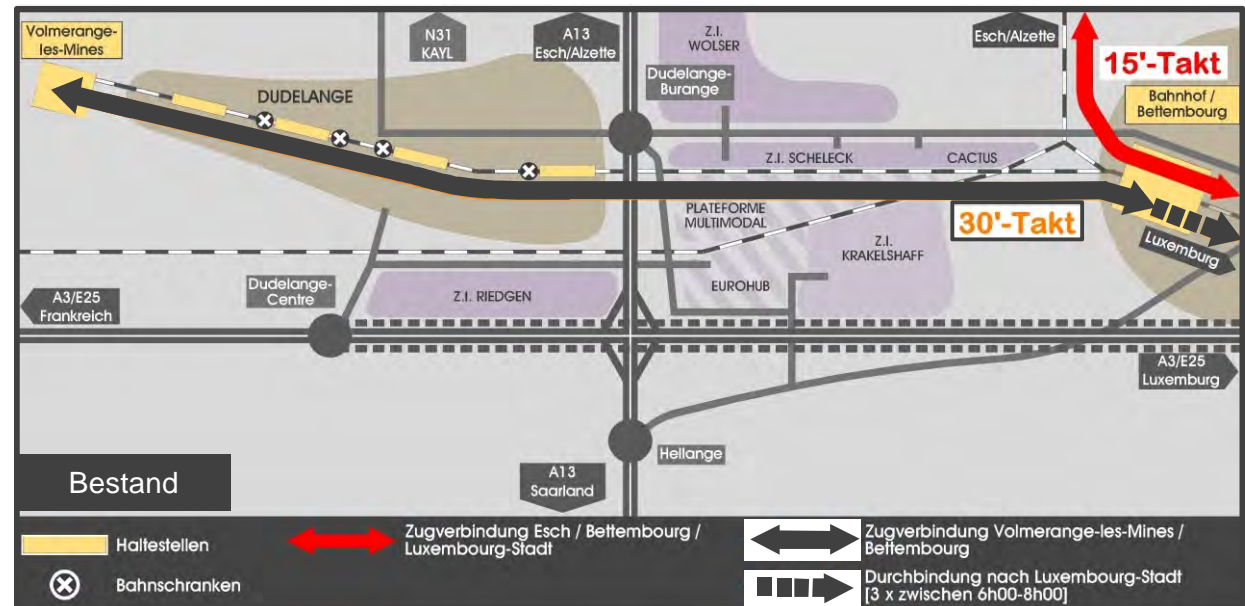 Volmerange-
les-Mines
N31
KAYL
A13
Esch/Alzette
Z.I.
WOLSER
Esch/Alzette
15'-Takt
Dudelange-
Burange
Bahnhof /
Bettembourg
DUDELANGE
Z.I. SCHELECK
CACTUS
PLATEFORME
MULTIMODAL
30'-Takt
Luxemburg
Z.I.
KRAKELSHAFF
Dudelange-
Centre
Z.I. RIEDGEN
EUROHUB
A3/E25
Frankreich
A3/E25
Luxemburg
Hellange
A13
Saarland
Bestand
Haltestellen
Bahnschranken
Zugverbindung Esch / Bettembourg /
Luxembourg-Stadt
Zugverbindung Volmerange-les-Mines /
Bettembourg
Durchbindung nach Luxembourg-Stadt
[3 x zwischen 6h00-8h00]